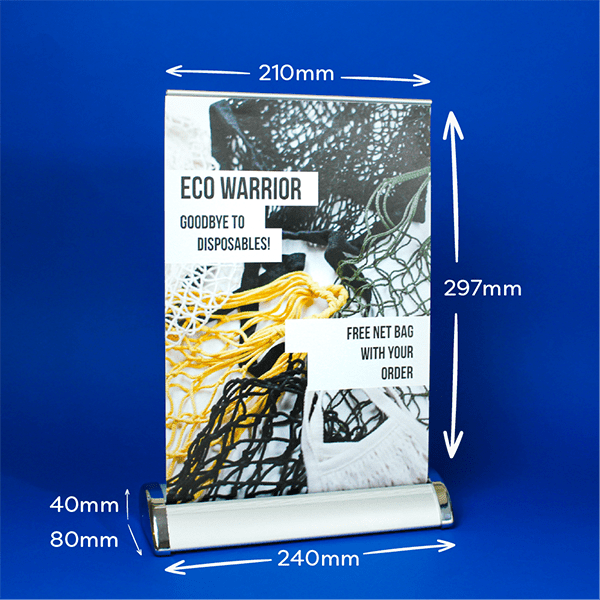 210mm
ECO WARRIOR
GOODBYE TO
DISPOSABLES!
297mm
FREE NET BAG
WITH YOUR
ORDER
40mm
80mm
240mm